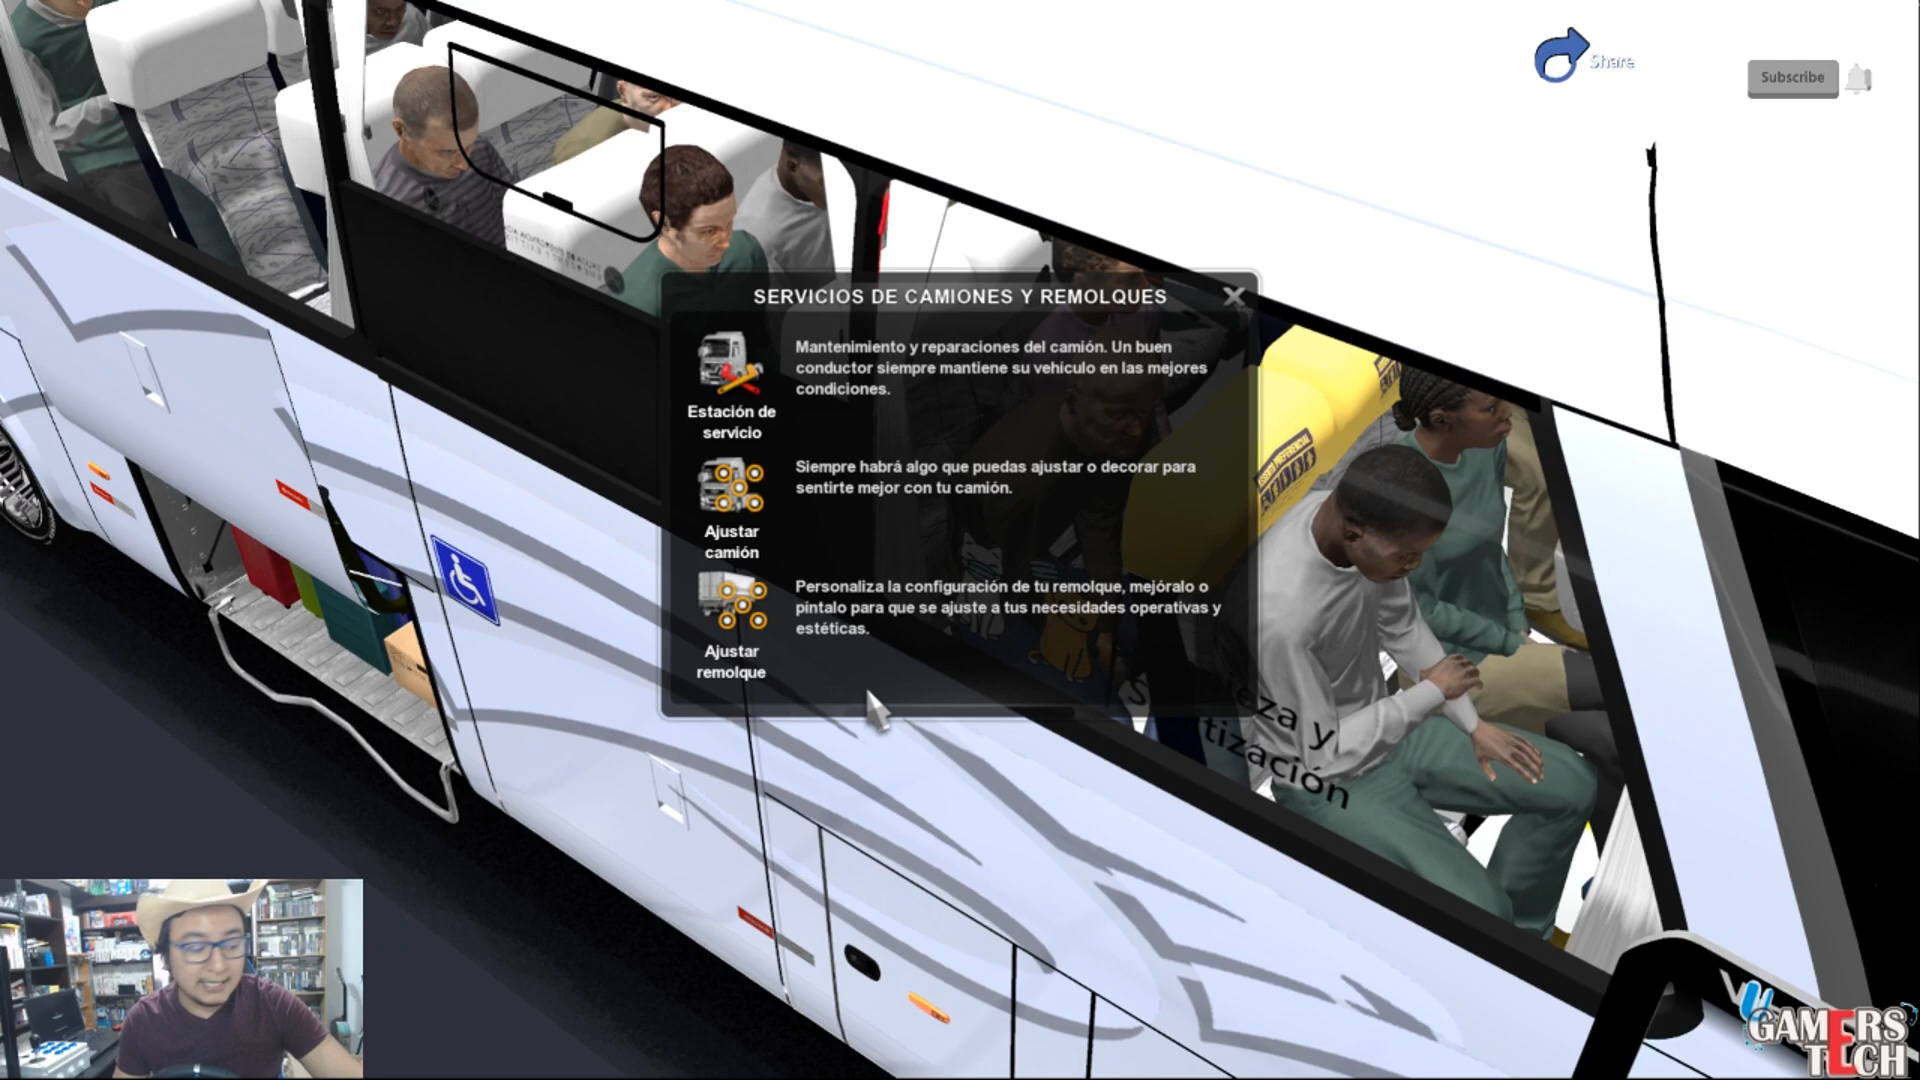 Share
Subscribe
SERVICIOS DE CAMIONES Y REMOLQUES
Mantenimiento y reparaciones del camión. Un buen
conductor siempre mantiene su vehículo en las mejores
condiciones.
Estación de
servicio
Siempre habrá algo que puedas ajustar o decorar para
sentirte mejor con tu camión.
Ajustar
camión
Personaliza la configuración de tu remolque, mejóralo o
píntalo para que se ajuste a tus necesidades operativas y
estéticas.
Ajustar
remolque
GAMERS
TECH